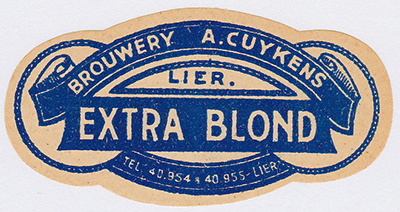 BROUWERY A. CUYKENS
LIER.
EXTRA BLOND
TEL. 40.954 & 40.955-LIER